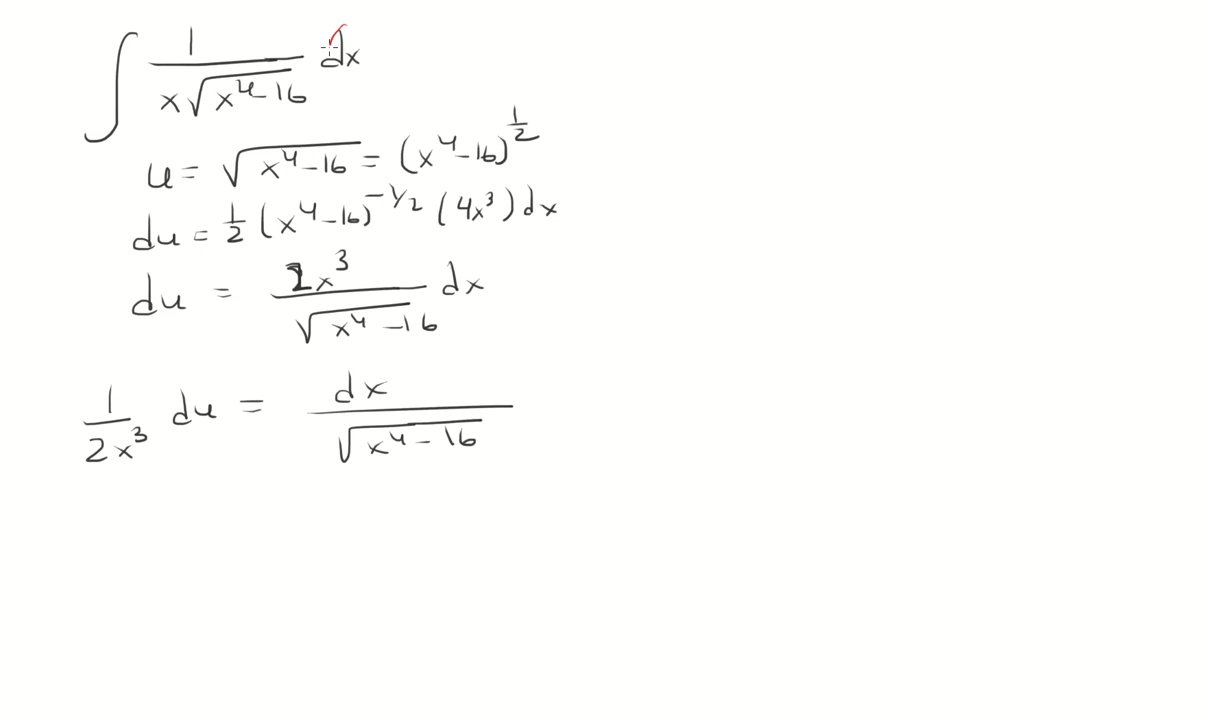 ∫ 1/(x√(x⁴-16)) dx
u = √(x⁴-16) = (x⁴-16)^(1/2)
du = 1/2 (x⁴-16)^(-1/2) (4x³) dx
du = 2x³/√(x⁴-16) dx
1/(2x³) du = dx/√(x⁴-16)